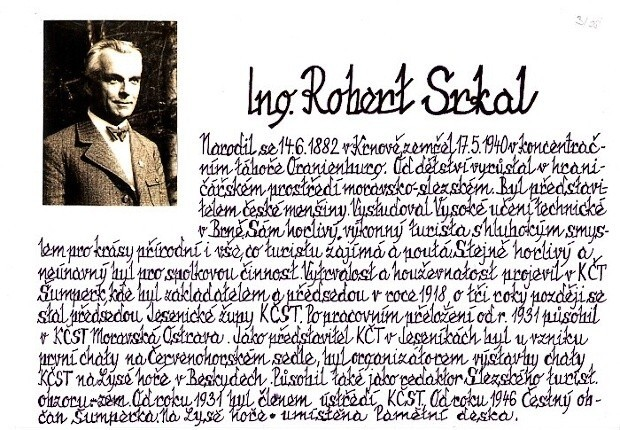 Ing. Robert Srkal
Narodil se 14.6.1882 v Krnově, zemřel 17.5.1940 v koncentrač-
ním táboře Oranienburg. Od dětství vyrůstal v hrani-
čářském prostředí moravsko-slezském. Byl představi-
telem české menšiny. Vystudoval Vysoké učení technické
v Brně. Sám horlivý, výkonný turista s hlubokým smys-
lem pro krásy přírodní i vše, co turistu zajímá a poutá. Stejně horlivý a
neúnavný byl pro spolkovou činnost. Vytrvalost a houževnatost projevil v KČT
Šumperk, kde byl zakladatelem a předsedou v roce 1918, o tři roky později se
stal předsedou Jesenické župy KČST. Po pracovním přeložení od r. 1931 působil
v KČST Moravská Ostrava. Jako představitel KČT v Jeseníkách byl u vzniku
první chaty na Červenohorském sedle, byl organizátorem výstavby chaty
KČST na Lysé hoře v Beskydech. Působil také jako redaktor Slezského turist.
obzoru-zem. Od roku 1931 byl členem ústředí KČST. Od roku 1946 Čestný ob-
čan Šumperka. Na Lysé hoře - umístěna Pamětní deska.